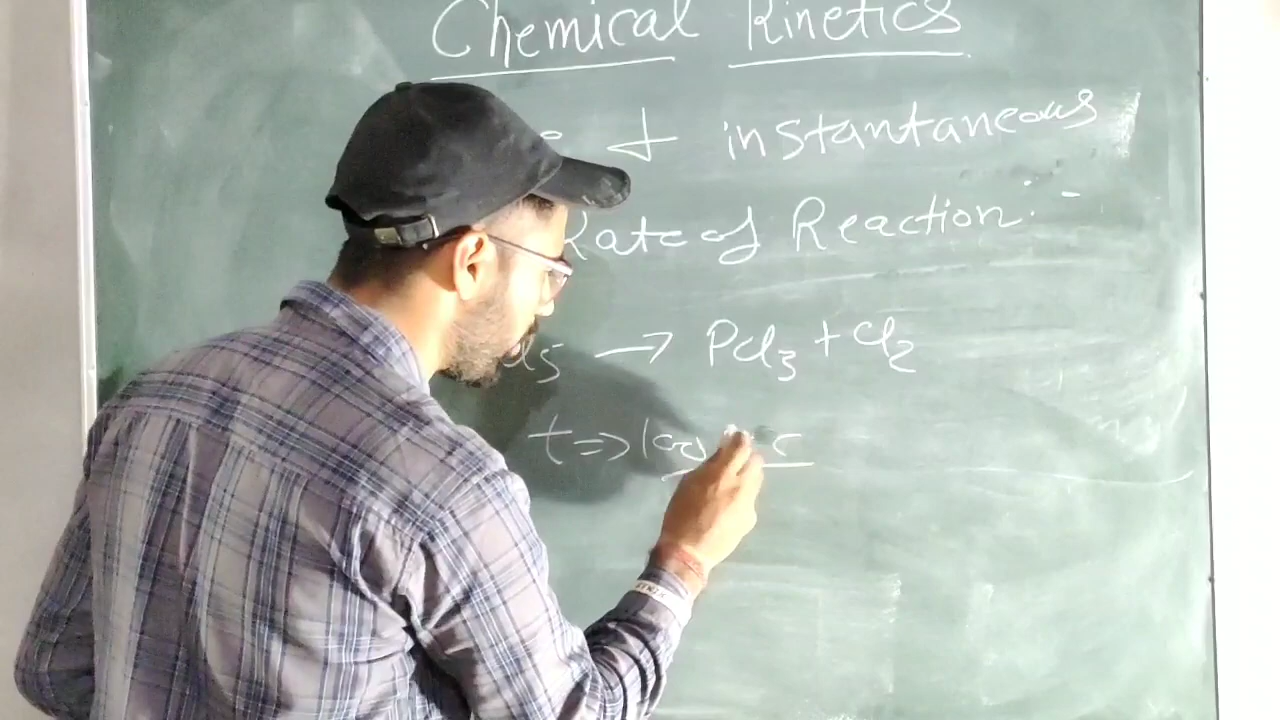 Chemical Kinetics
instantaneous
Rate of Reaction :-
→ PCl3 + Cl2
t =>